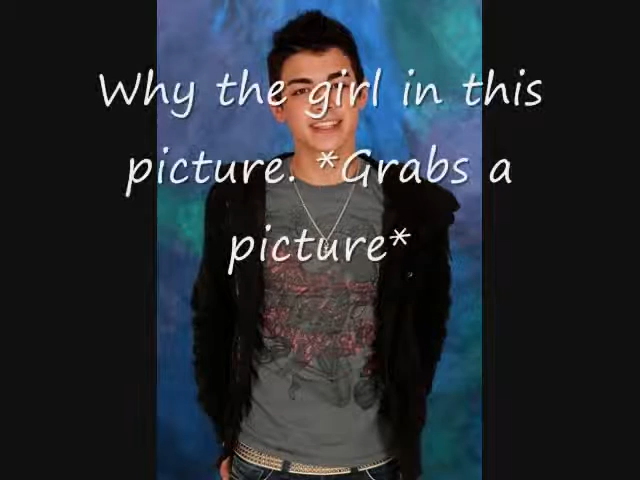 Why the girl in this
picture. *Grabs a
picture*